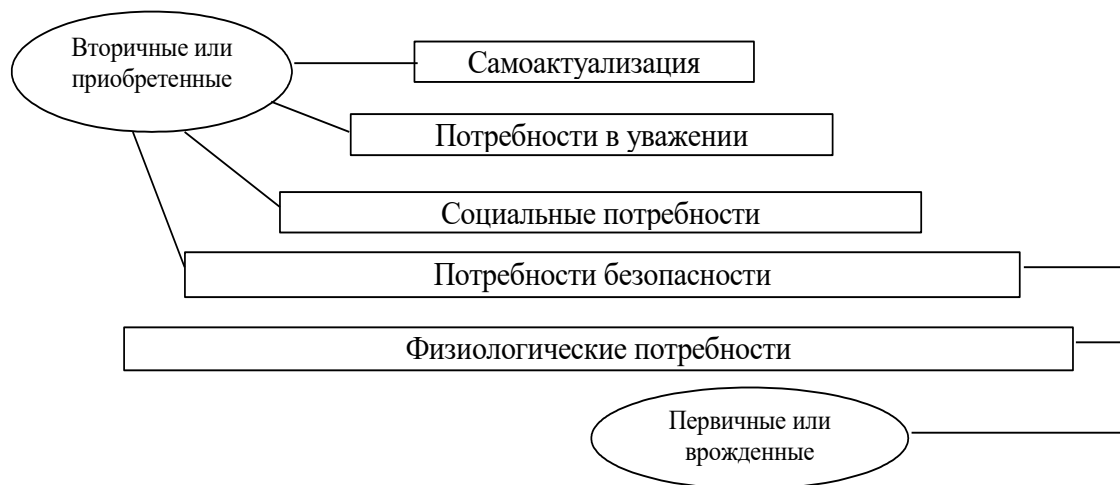 Вторичные или
приобретенные
Самоактуализация
Потребности в уважении
Социальные потребности
Потребности безопасности
Физиологические потребности
Первичные или
врожденные